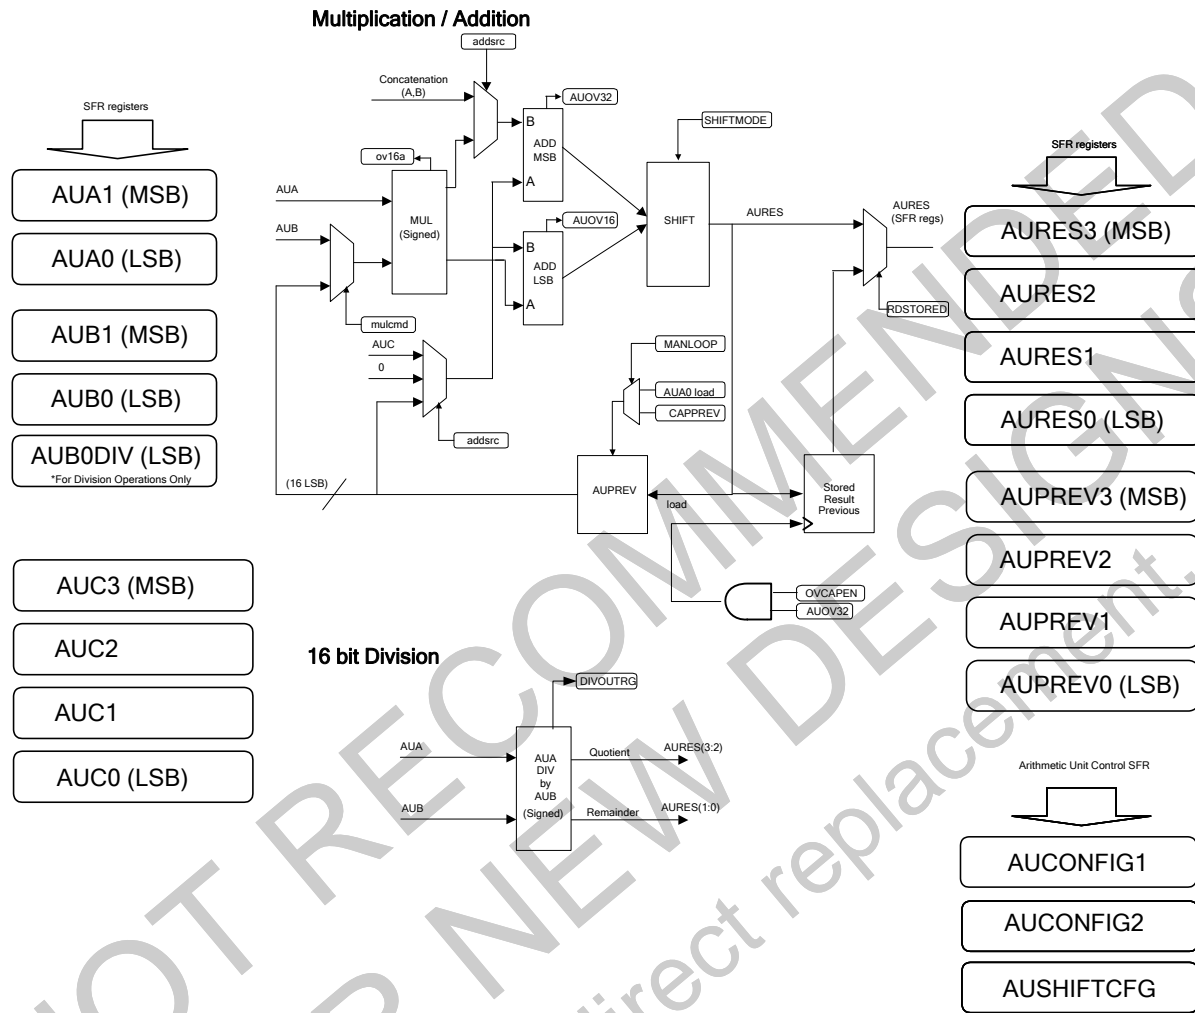 Multiplication / Addition
SFR registers
AUA1 (MSB)
AUA0 (LSB)
AUB1 (MSB)
AUB0 (LSB)
AUB0DIV (LSB)
*For Division Operations Only
AUC3 (MSB)
AUC2
AUC1
AUC0 (LSB)
addsrc
Concatenation
(A,B)
AUOV32
B
ADD
MSB
A
ov16a
AUA
AUB
MUL
(Signed)
AUOV16
B
ADD
LSB
A
mulcmd
AUC
0
addsrc
(16 LSB)
SHIFTMODE
SHIFT
AURES
AURES
(SFR regs)
RDSTORED
MANLOOP
AUA0 load
CAPPREV
AUPREV
load
Stored
Result
Previous
OVCAPEN
AUOV32
16 bit Division
DIVOUTRG
AUA
AUB
AUA
DIV
by
AUB
(Signed)
Quotient
AURES(3:2)
Remainder
AURES(1:0)
SFR registers
AURES3 (MSB)
AURES2
AURES1
AURES0 (LSB)
AUPREV3 (MSB)
AUPREV2
AUPREV1
AUPREV0 (LSB)
Arithmetic Unit Control SFR
AUCONFIG1
AUCONFIG2
AUSHIFTCFG
NOT RECOMMENDED
R NEW DESIGNS
direct replacement.